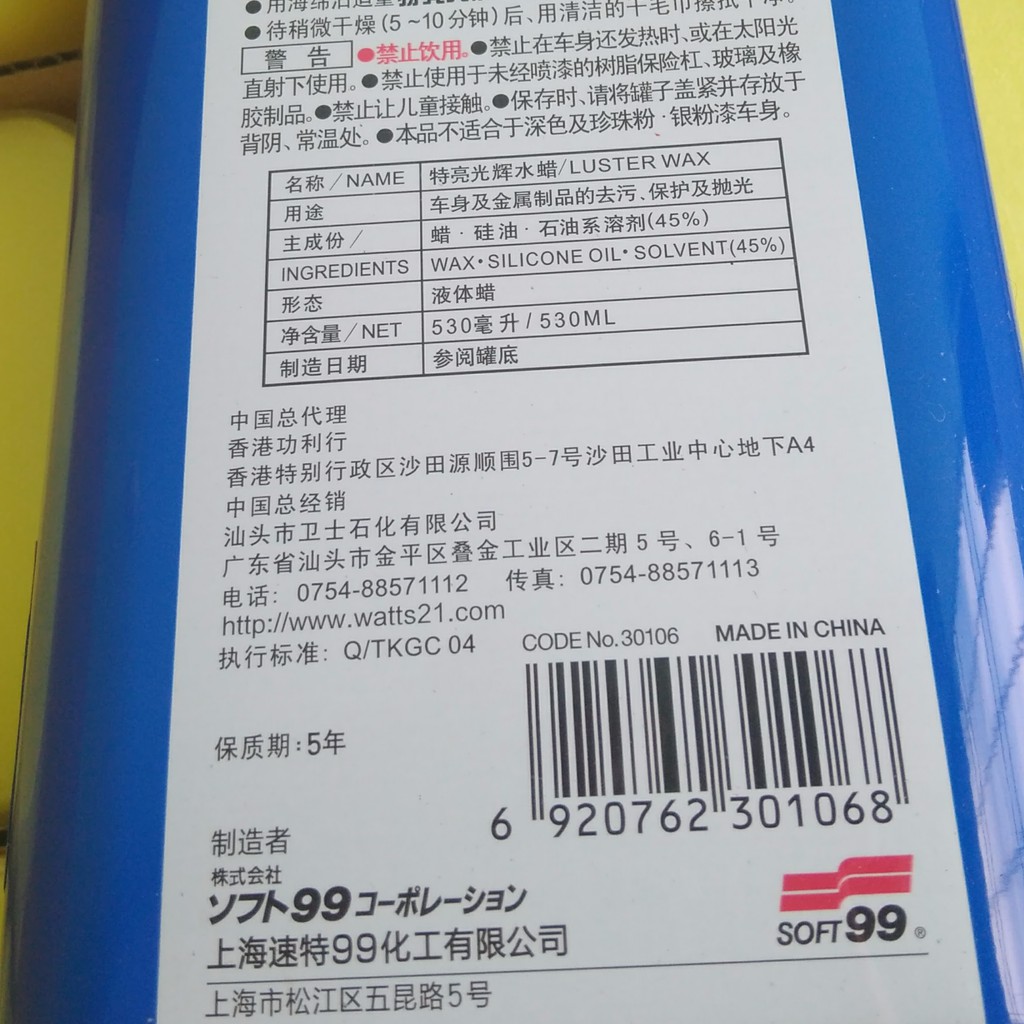 ●用海绵沾适量
●待稍微干燥(5~10分钟)后、用清洁的干毛巾擦拭干净。
警告 ●禁止饮用。●禁止在车身还发热时、或在太阳光
直射下使用。●禁止使用于未经喷漆的树脂保险杠、玻璃及橡
胶制品。●禁止让儿童接触。●保存时、请将罐子盖紧并存放于
背阴、常温处。●本品不适合于深色及珍珠粉·银粉漆车身。
名称/NAME 特亮光辉水蜡/LUSTER WAX
用途 车身及金属制品的去污、保护及抛光
主成份/ 蜡·硅油·石油系溶剂(45%)
INGREDIENTS WAX·SILICONE OIL·SOLVENT(45%)
形态 液体蜡
净含量/NET 530毫升/530ML
制造日期 参阅罐底
中国总代理
香港功利行
香港特别行政区沙田源顺围5-7号沙田工业中心地下A4
中国总经销
汕头市卫士石化有限公司
广东省汕头市金平区叠金工业区二期5号、6-1号
电话: 0754-88571112 传真: 0754-88571113
http://www.watts21.com
执行标准: Q/TKGC 04 CODE No.30106 MADE IN CHINA
保质期:5年
6 920762 301068
制造者
株式会社
ソフト99コーポレーション
上海速特99化工有限公司
SOFT99®
上海市松江区五昆路5号